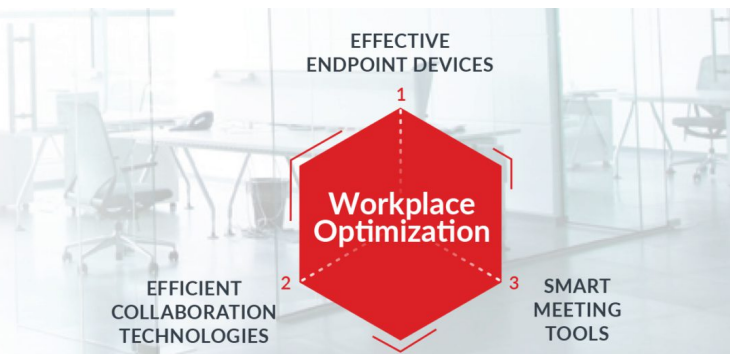 EFFECTIVE
ENDPOINT DEVICES
1
Workplace
Optimization
2
EFFICIENT
COLLABORATION
TECHNOLOGIES
3
SMART
MEETING
TOOLS